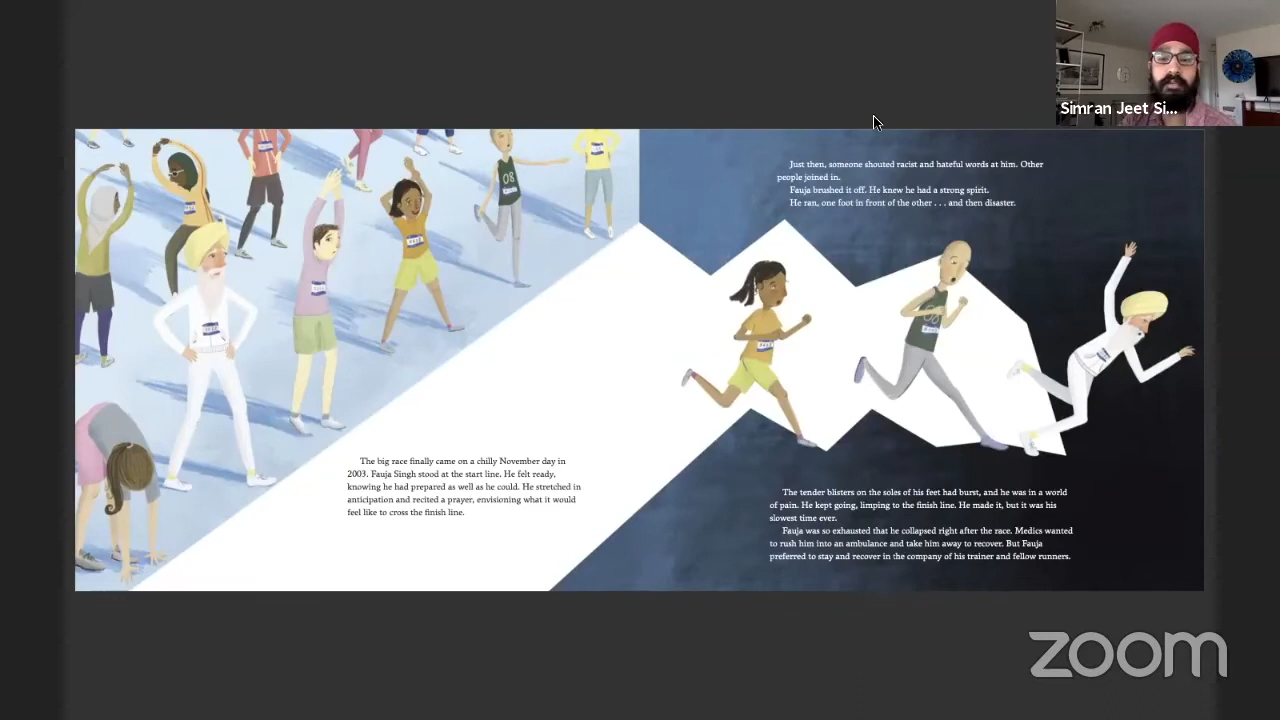 Simran Jeet Si...
Just then, someone shouted racist and hateful words at him. Other
people joined in.
Fauja brushed it off. He knew he had a strong spirit.
He ran, one foot in front of the other . . . and then disaster.
08
The big race finally came on a chilly November day in
2003. Fauja Singh stood at the start line. He felt ready,
knowing he had prepared as well as he could. He stretched in
anticipation and recited a prayer, envisioning what it would
feel like to cross the finish line.
The tender blisters on the soles of his feet had burst, and he was in a world
of pain. He kept going, limping to the finish line. He made it, but it was his
slowest time ever.
Fauja was so exhausted that he collapsed right after the race. Medics wanted
to rush him into an ambulance and take him away to recover. But Fauja
preferred to stay and recover in the company of his trainer and fellow runners.
zoom